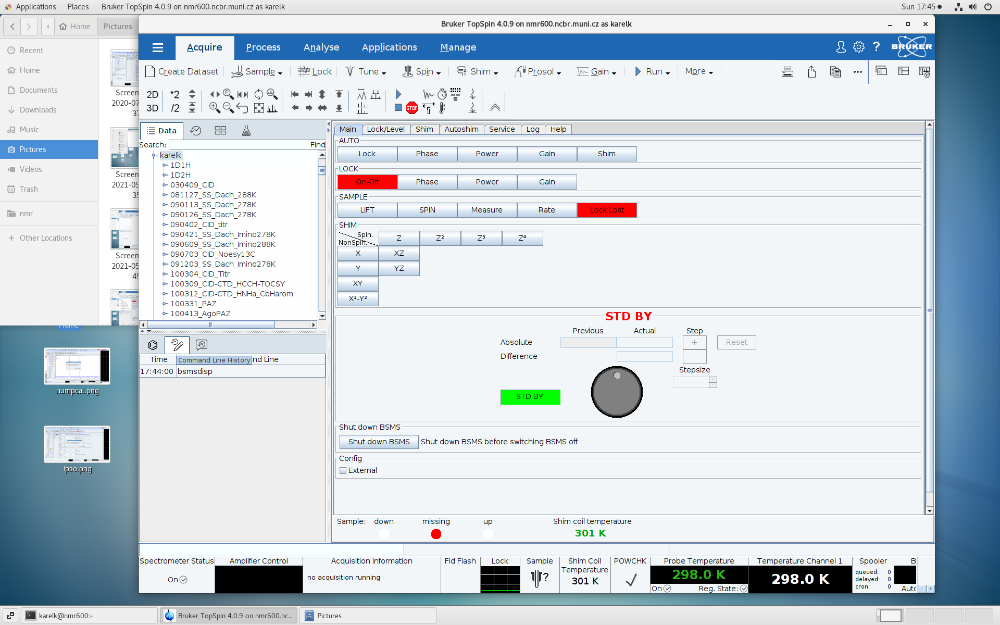 Applications Places Bruker TopSpin 4.0.9 on nmr600.ncbr.muni.cz as karelk Sun 17:45
Home Pictures
Recent
Home
Documents
Downloads
Music
Pictures
Videos
Trash
nmr
Other Locations
Screen
2020-07
37
Screen
2021-05
35
Screen
2021-05
45
Home
humpcal.png
ipso.png
Bruker TopSpin 4.0.9 on nmr600.ncbr.muni.cz as karelk
Acquire Process Analyse Applications Manage ? BRUKER
Create Dataset Sample Lock Tune Spin Shim Prosol Gain Run More ...
2D *2
3D /2 STOP
Data
Search: Find
karelk
1D1H
1D2H
030409_CID
081127_SS_Dach_288K
090113_SS_Dach_278K
090126_SS_Dach_278K
090402_CID_titr
090421_SS_Dach_Imino278K
090609_SS_Dach_Imino288K
090703_CID_Noesy13C
091203_SS_Dach_Imino278K
100304_CID_Titr
100309_CID-CTD_HCCH-TOCSY
100312_CID-CTD_HNHa_CbHarom
100331_PAZ
100413_AgoPAZ
Time Command Line History nd Line
17:44:00 bsmsdisp
Main Lock/Level Shim Autoshim Service Log Help
AUTO
Lock Phase Power Gain Shim
LOCK
On-Off Phase Power Gain
SAMPLE
LIFT SPIN Measure Rate Lock Lost
SHIM
Spin. NonSpin. Z Z² Z³ Z⁴
X XZ
Y YZ
XY
X²-Y²
STD BY
Previous Actual Step
Absolute + Reset
Difference -
Stepsize
STD BY
Shut down BSMS
Shut down BSMS Shut down BSMS before switching BSMS off
Config
External
Sample: down missing up Shim coil temperature
301 K
Spectrometer Status Amplifier Control Acquisition information Fid Flash Lock Sample Shim Coil Temperature POWCHK Probe Temperature Temperature Channel 1 Spooler B
On no acquisition running ? 301 K 298.0 K 298.0 K
queued: 0
delayed: 0
cron: 0
On Reg. State: Auto
karelk@nmr600:~ Bruker TopSpin 4.0.9 on nmr600.nc... Pictures